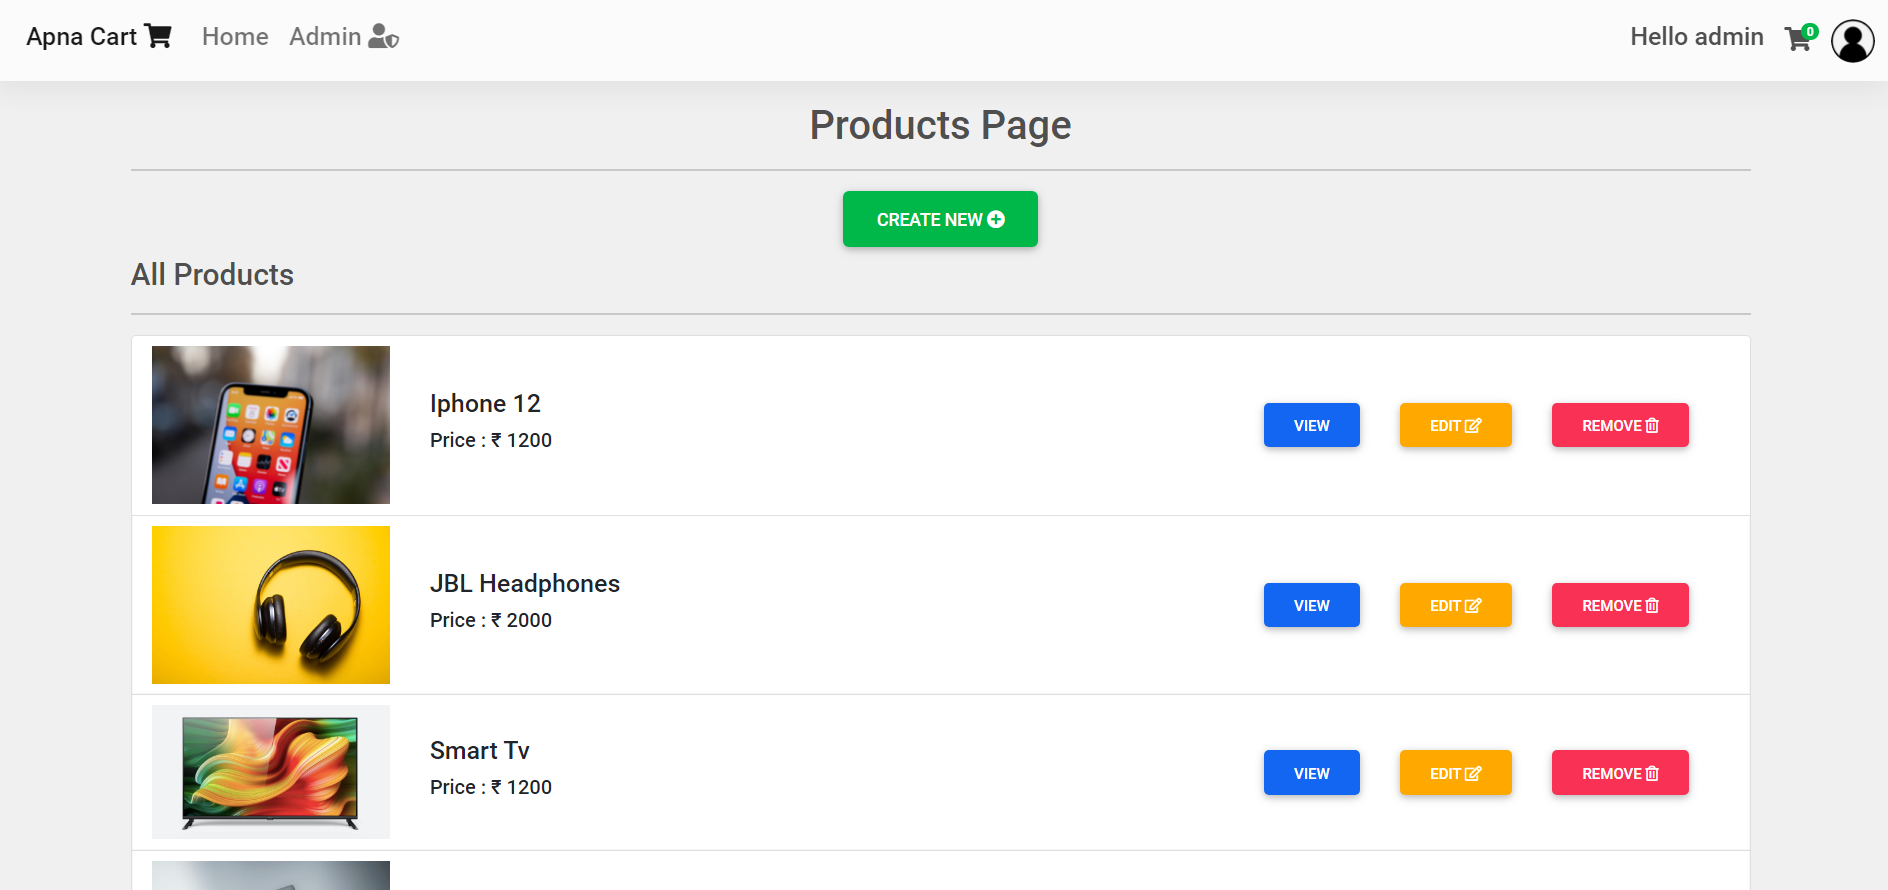 Apna Cart Home Admin Hello admin 0
Products Page
CREATE NEW
All Products
Iphone 12
Price : ₹ 1200
VIEW EDIT REMOVE
JBL Headphones
Price : ₹ 2000
VIEW EDIT REMOVE
Smart Tv
Price : ₹ 1200
VIEW EDIT REMOVE